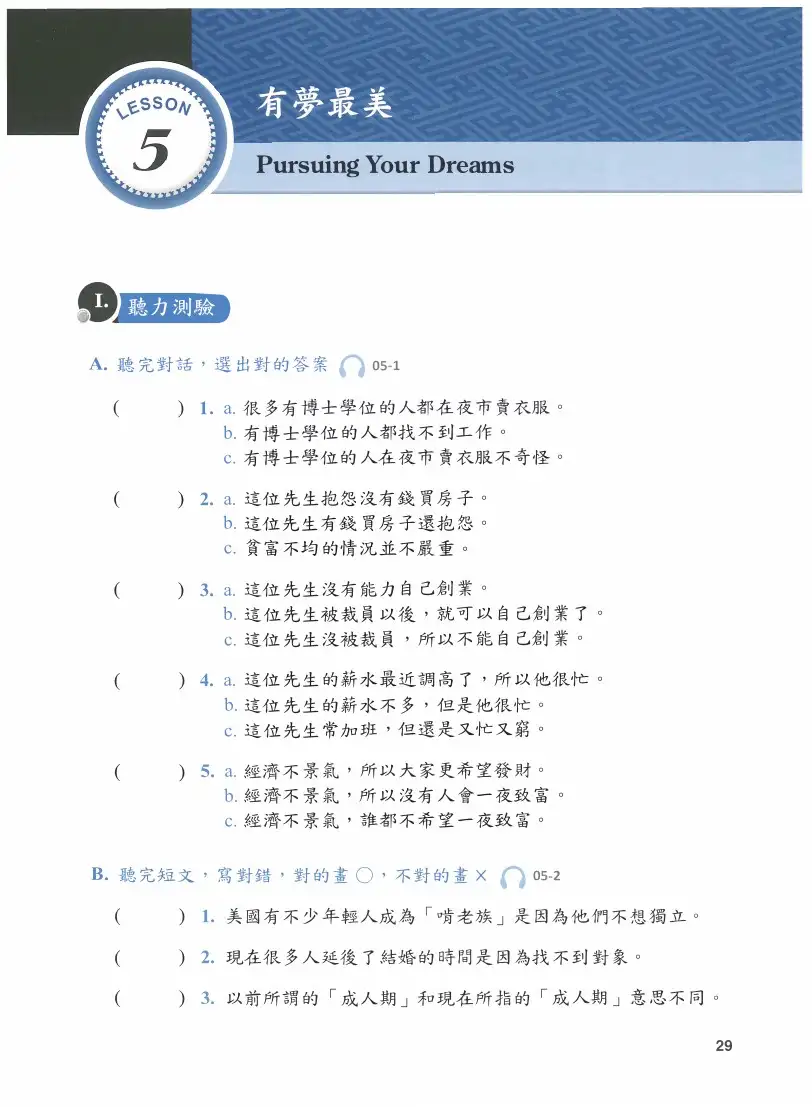 LESSON
5
有夢最美
Pursuing Your Dreams
I. 聽力測驗
A. 聽完對話，選出對的答案 05-1
(　　) 1. a. 很多有博士學位的人都在夜市賣衣服。
b. 有博士學位的人都找不到工作。
c. 有博士學位的人在夜市賣衣服不奇怪。
(　　) 2. a. 這位先生抱怨沒有錢買房子。
b. 這位先生有錢買房子還抱怨。
c. 貧富不均的情況並不嚴重。
(　　) 3. a. 這位先生沒有能力自己創業。
b. 這位先生被裁員以後，就可以自己創業了。
c. 這位先生沒被裁員，所以不能自己創業。
(　　) 4. a. 這位先生的薪水最近調高了，所以他很忙。
b. 這位先生的薪水不多，但是他很忙。
c. 這位先生常加班，但還是又忙又窮。
(　　) 5. a. 經濟不景氣，所以大家更希望發財。
b. 經濟不景氣，所以沒有人會一夜致富。
c. 經濟不景氣，誰都不希望一夜致富。
B. 聽完短文，寫對錯，對的畫○，不對的畫× 05-2
(　　) 1. 美國有不少年輕人成為「啃老族」是因為他們不想獨立。
(　　) 2. 現在很多人延後了結婚的時間是因為找不到對象。
(　　) 3. 以前所謂的「成人期」和現在所指的「成人期」意思不同。
29